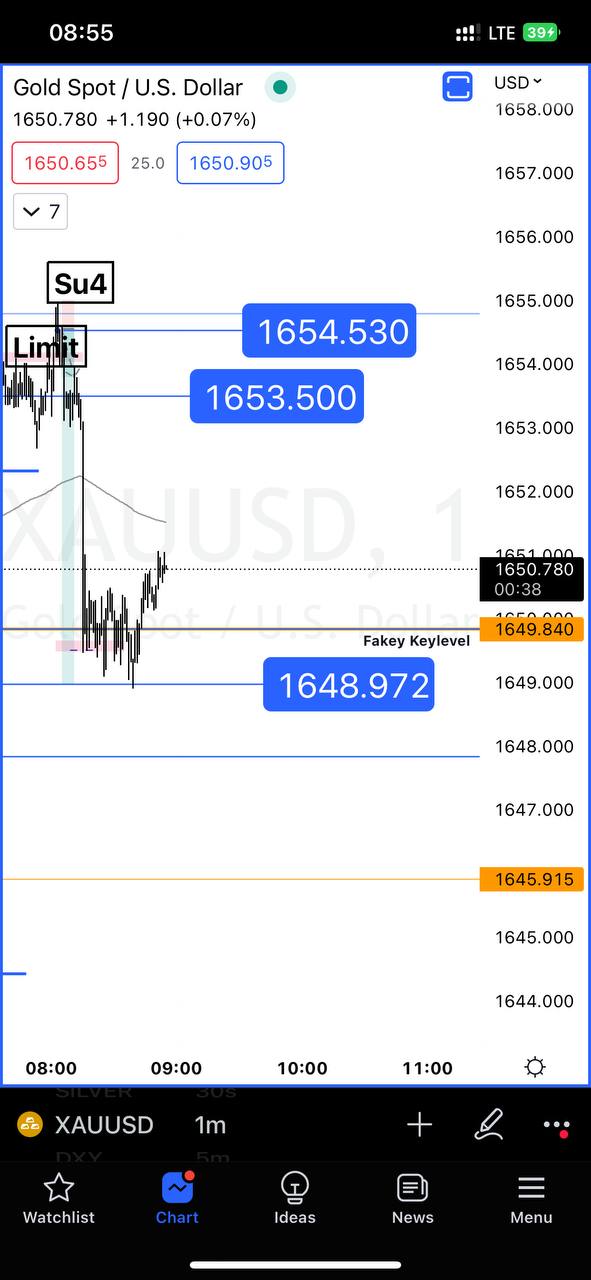 08:55 LTE 39
Gold Spot / U.S. Dollar
USD
1650.780 +1.190 (+0.07%)
1658.000
1650.655 25.0 1650.905
1657.000
7
1656.000
Su4
1655.000
1654.530
Limit
1654.000
1653.500
1653.000
1652.000
XAUUSD, 1
1651.000
1650.780
00:38
1650.000
Gold Spot / U.S. Dollar
1649.840
Fakey Keylevel
1648.972
1649.000
1648.000
1647.000
1645.915
1645.000
1644.000
08:00 09:00 10:00 11:00
SILVER 30s
XAUUSD 1m
DXY 5m
Watchlist Chart Ideas News Menu